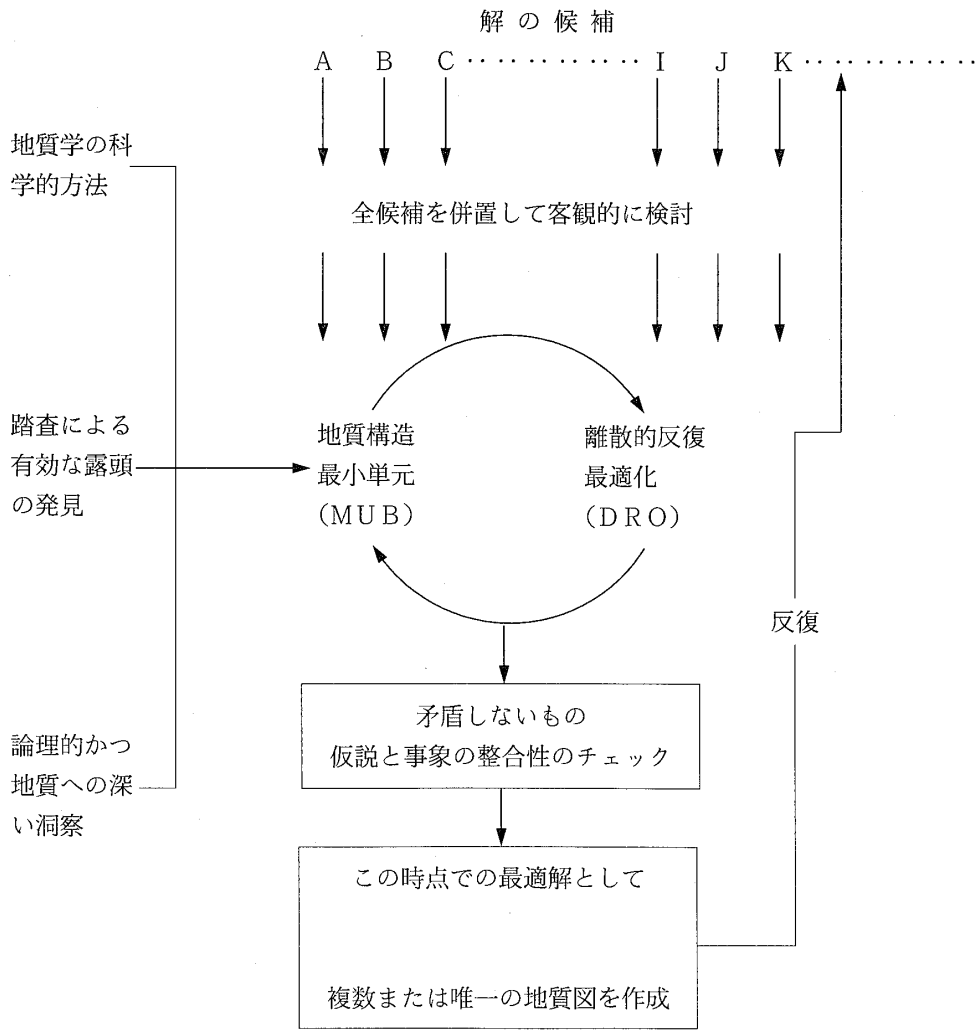 解の候補
A B C ············ I J K ············
地質学の科
学的方法
全候補を併置して客観的に検討
踏査による
有効な露頭
の発見
地質構造
最小単元
(MUB)
離散的反復
最適化
(DRO)
反復
矛盾しないもの
仮説と事象の整合性のチェック
論理的かつ
地質への深
い洞察
この時点での最適解として
複数または唯一の地質図を作成